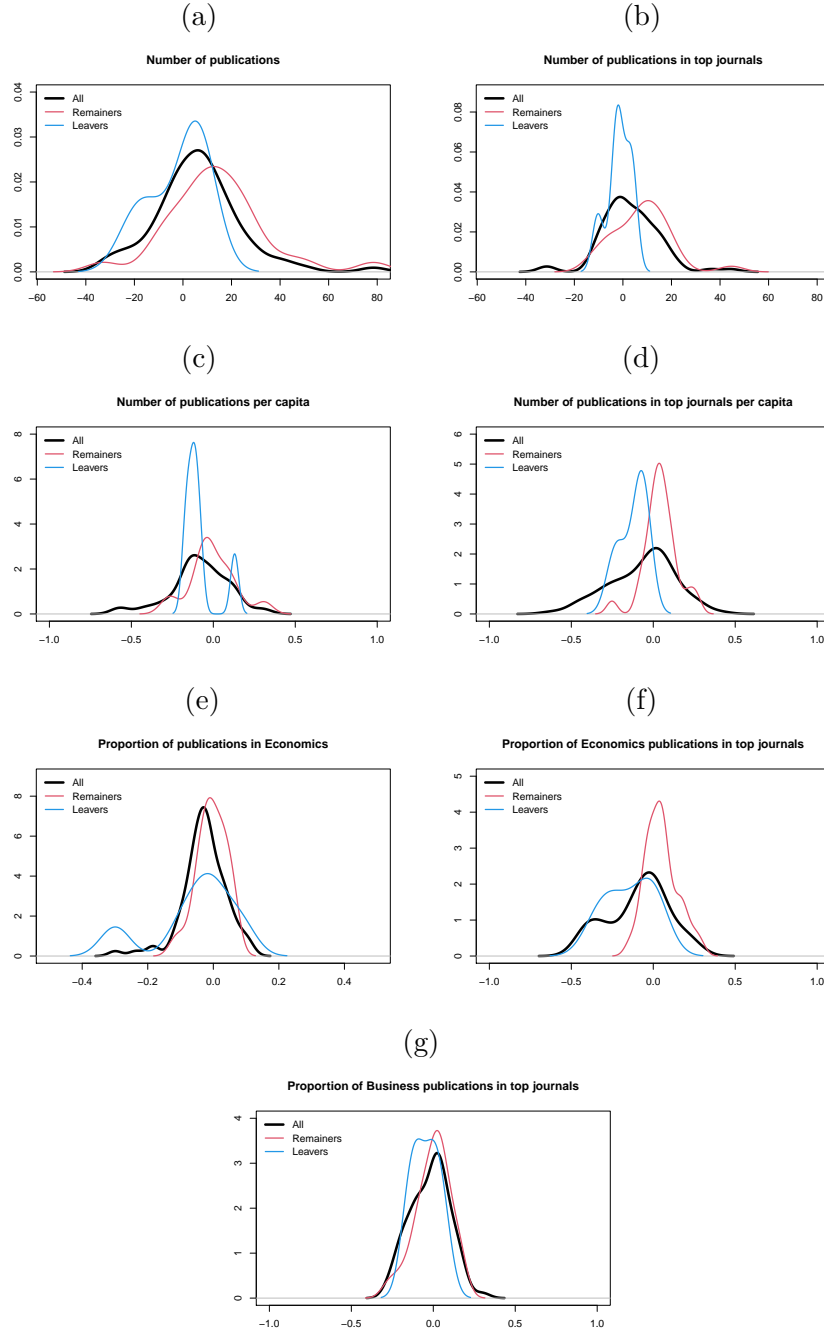 (a)
Number of publications
0.04
0.03
0.02
0.01
0.00
All
Remainers
Leavers
−60 −40 −20 0 20 40 60 80
(b)
Number of publications in top journals
0.08
0.06
0.04
0.02
0.00
All
Remainers
Leavers
−60 −40 −20 0 20 40 60 80
(c)
Number of publications per capita
8
6
4
2
0
All
Remainers
Leavers
−1.0 −0.5 0.0 0.5 1.0
(d)
Number of publications in top journals per capita
6
5
4
3
2
1
0
All
Remainers
Leavers
−1.0 −0.5 0.0 0.5 1.0
(e)
Proportion of publications in Economics
8
6
4
2
0
All
Remainers
Leavers
−0.4 −0.2 0.0 0.2 0.4
(f)
Proportion of Economics publications in top journals
5
4
3
2
1
0
All
Remainers
Leavers
−1.0 −0.5 0.0 0.5 1.0
(g)
Proportion of Business publications in top journals
4
3
2
1
0
All
Remainers
Leavers
−1.0 −0.5 0.0 0.5 1.0